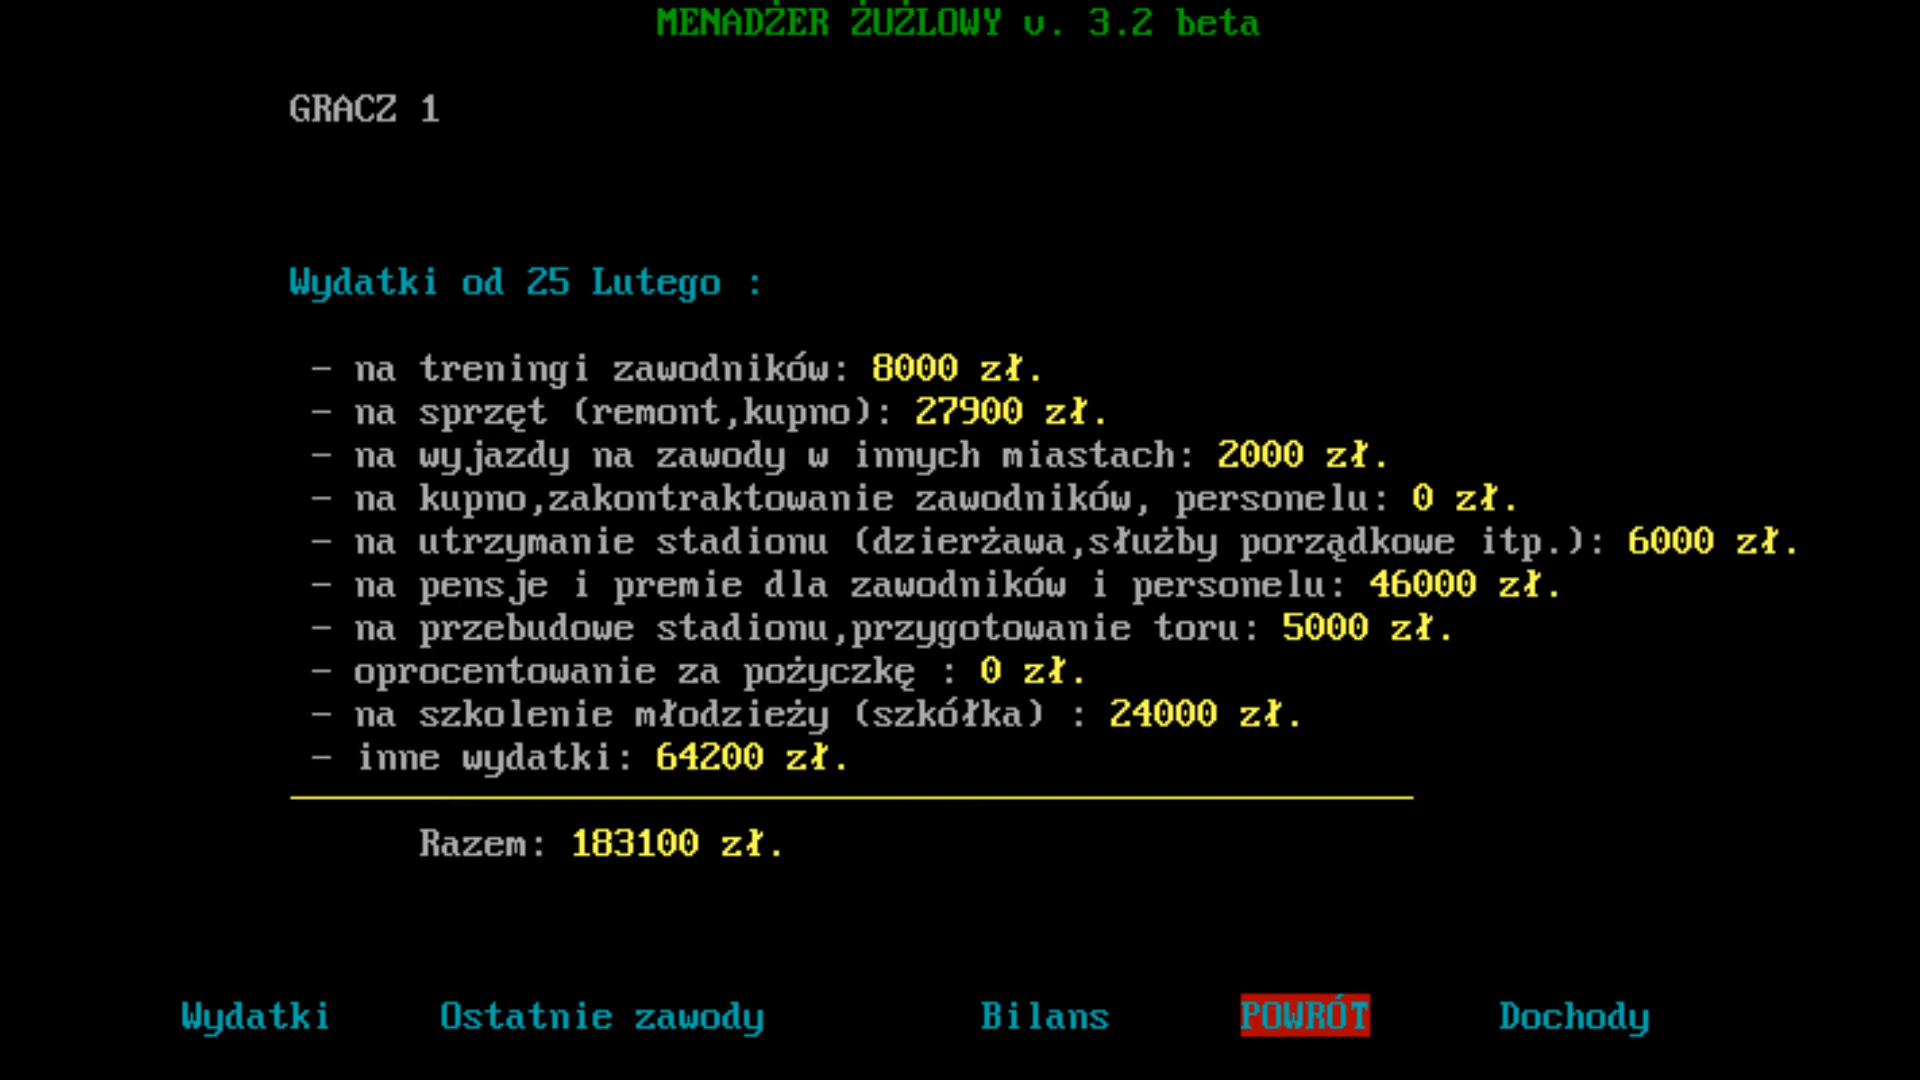 MENADŻER ŻUŻLOWY v. 3.2 beta
GRACZ 1
Wydatki od 25 Lutego :
- na treningi zawodników: 8000 zł.
- na sprzęt (remont,kupno): 27900 zł.
- na wyjazdy na zawody w innych miastach: 2000 zł.
- na kupno,zakontraktowanie zawodników, personelu: 0 zł.
- na utrzymanie stadionu (dzierżawa,służby porządkowe itp.): 6000 zł.
- na pensje i premie dla zawodników i personelu: 46000 zł.
- na przebudowe stadionu,przygotowanie toru: 5000 zł.
- oprocentowanie za pożyczkę : 0 zł.
- na szkolenie młodzieży (szkółka) : 24000 zł.
- inne wydatki: 64200 zł.
Razem: 183100 zł.
Wydatki Ostatnie zawody Bilans POWRÓT Dochody